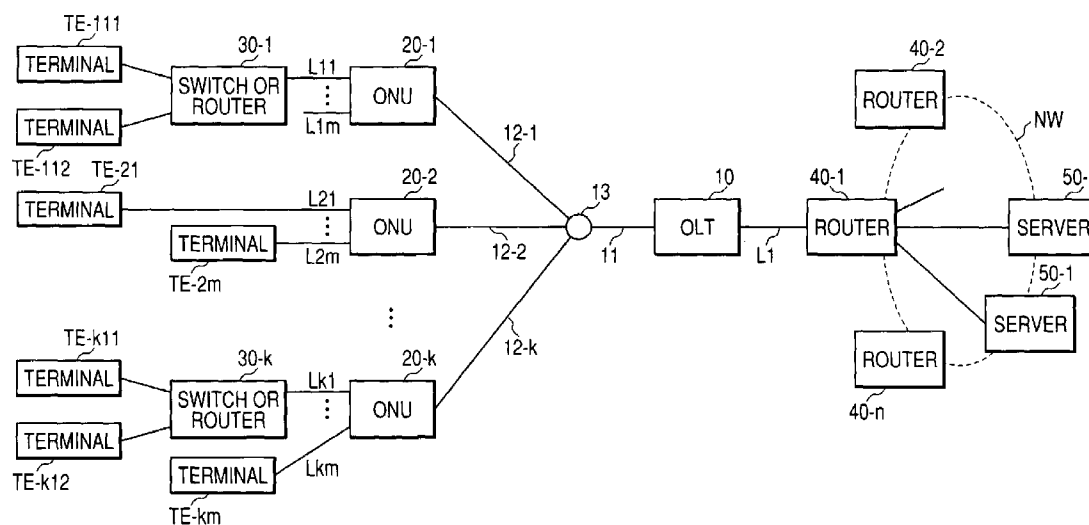 TE-111
TERMINAL
TERMINAL
TE-112
30-1
SWITCH OR
ROUTER
L11
L1m
20-1
ONU
12-1
TE-21
TERMINAL
L21
TERMINAL
L2m
TE-2m
20-2
ONU
12-2
13
11
10
OLT
L1
40-1
ROUTER
40-2
ROUTER
NW
50-
SERVER
50-1
SERVER
ROUTER
40-n
TE-k11
TERMINAL
TERMINAL
TE-k12
30-k
SWITCH OR
ROUTER
Lk1
20-k
ONU
12-k
TERMINAL
Lkm
TE-km